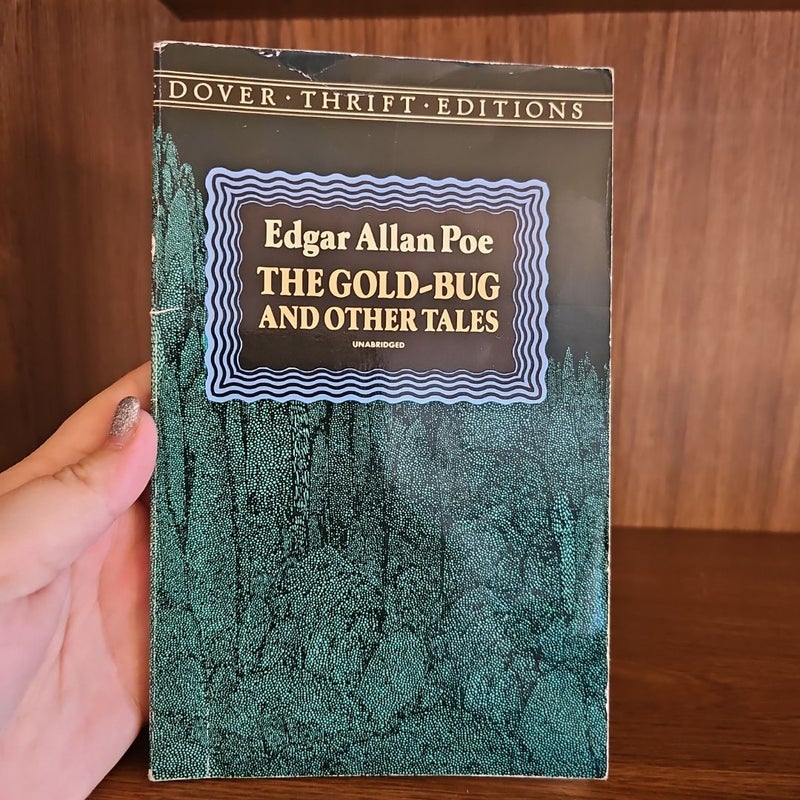 DOVER · THRIFT · EDITIONS
Edgar Allan Poe
THE GOLD-BUG
AND OTHER TALES
UNABRIDGED